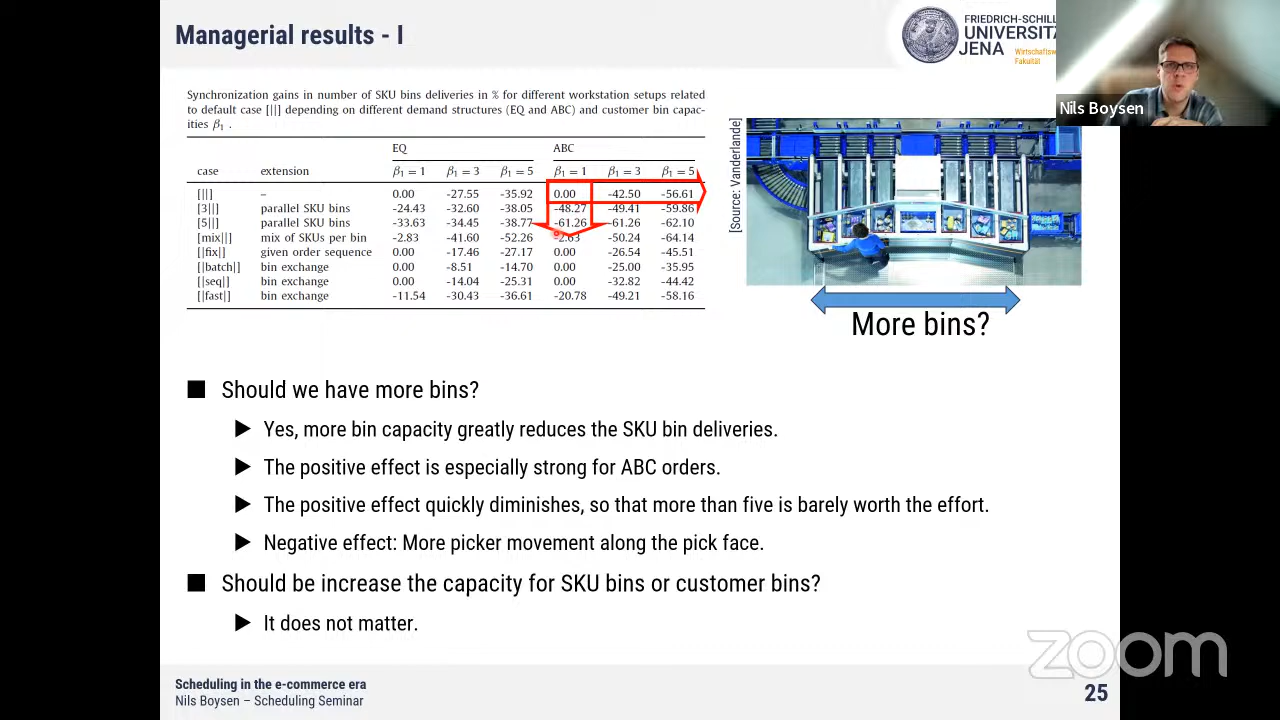 Managerial results - I
FRIEDRICH-SCHILL
UNIVERSITÄ
JENA
Wirtschaftsw
Fakultät
Nils Boysen
Synchronization gains in number of SKU bins deliveries in % for different workstation setups related
to default case [||] depending on different demand structures (EQ and ABC) and customer bin capac-
ities β1 .
EQ ABC
case extension β1 = 1 β1 = 3 β1 = 5 β1 = 1 β1 = 3 β1 = 5
[||] – 0.00 -27.55 -35.92 0.00 -42.50 -56.61
[3||] parallel SKU bins -24.43 -32.60 -38.05 -48.27 -49.41 -59.86
[5||] parallel SKU bins -33.63 -34.45 -38.77 -61.26 -61.26 -62.10
[mix||] mix of SKUs per bin -2.83 -41.60 -52.26 -2.63 -50.24 -64.14
[|fix|] given order sequence 0.00 -17.46 -27.17 0.00 -26.54 -45.51
[||batch] bin exchange 0.00 -8.51 -14.70 0.00 -25.00 -35.95
[||seq] bin exchange 0.00 -14.04 -25.31 0.00 -32.82 -44.42
[||fast] bin exchange -11.54 -30.43 -36.61 -20.78 -49.21 -58.16
[Source: Vanderlande]
More bins?
■ Should we have more bins?
▶ Yes, more bin capacity greatly reduces the SKU bin deliveries.
▶ The positive effect is especially strong for ABC orders.
▶ The positive effect quickly diminishes, so that more than five is barely worth the effort.
▶ Negative effect: More picker movement along the pick face.
■ Should be increase the capacity for SKU bins or customer bins?
▶ It does not matter.
zoom
Scheduling in the e-commerce era
Nils Boysen – Scheduling Seminar
25